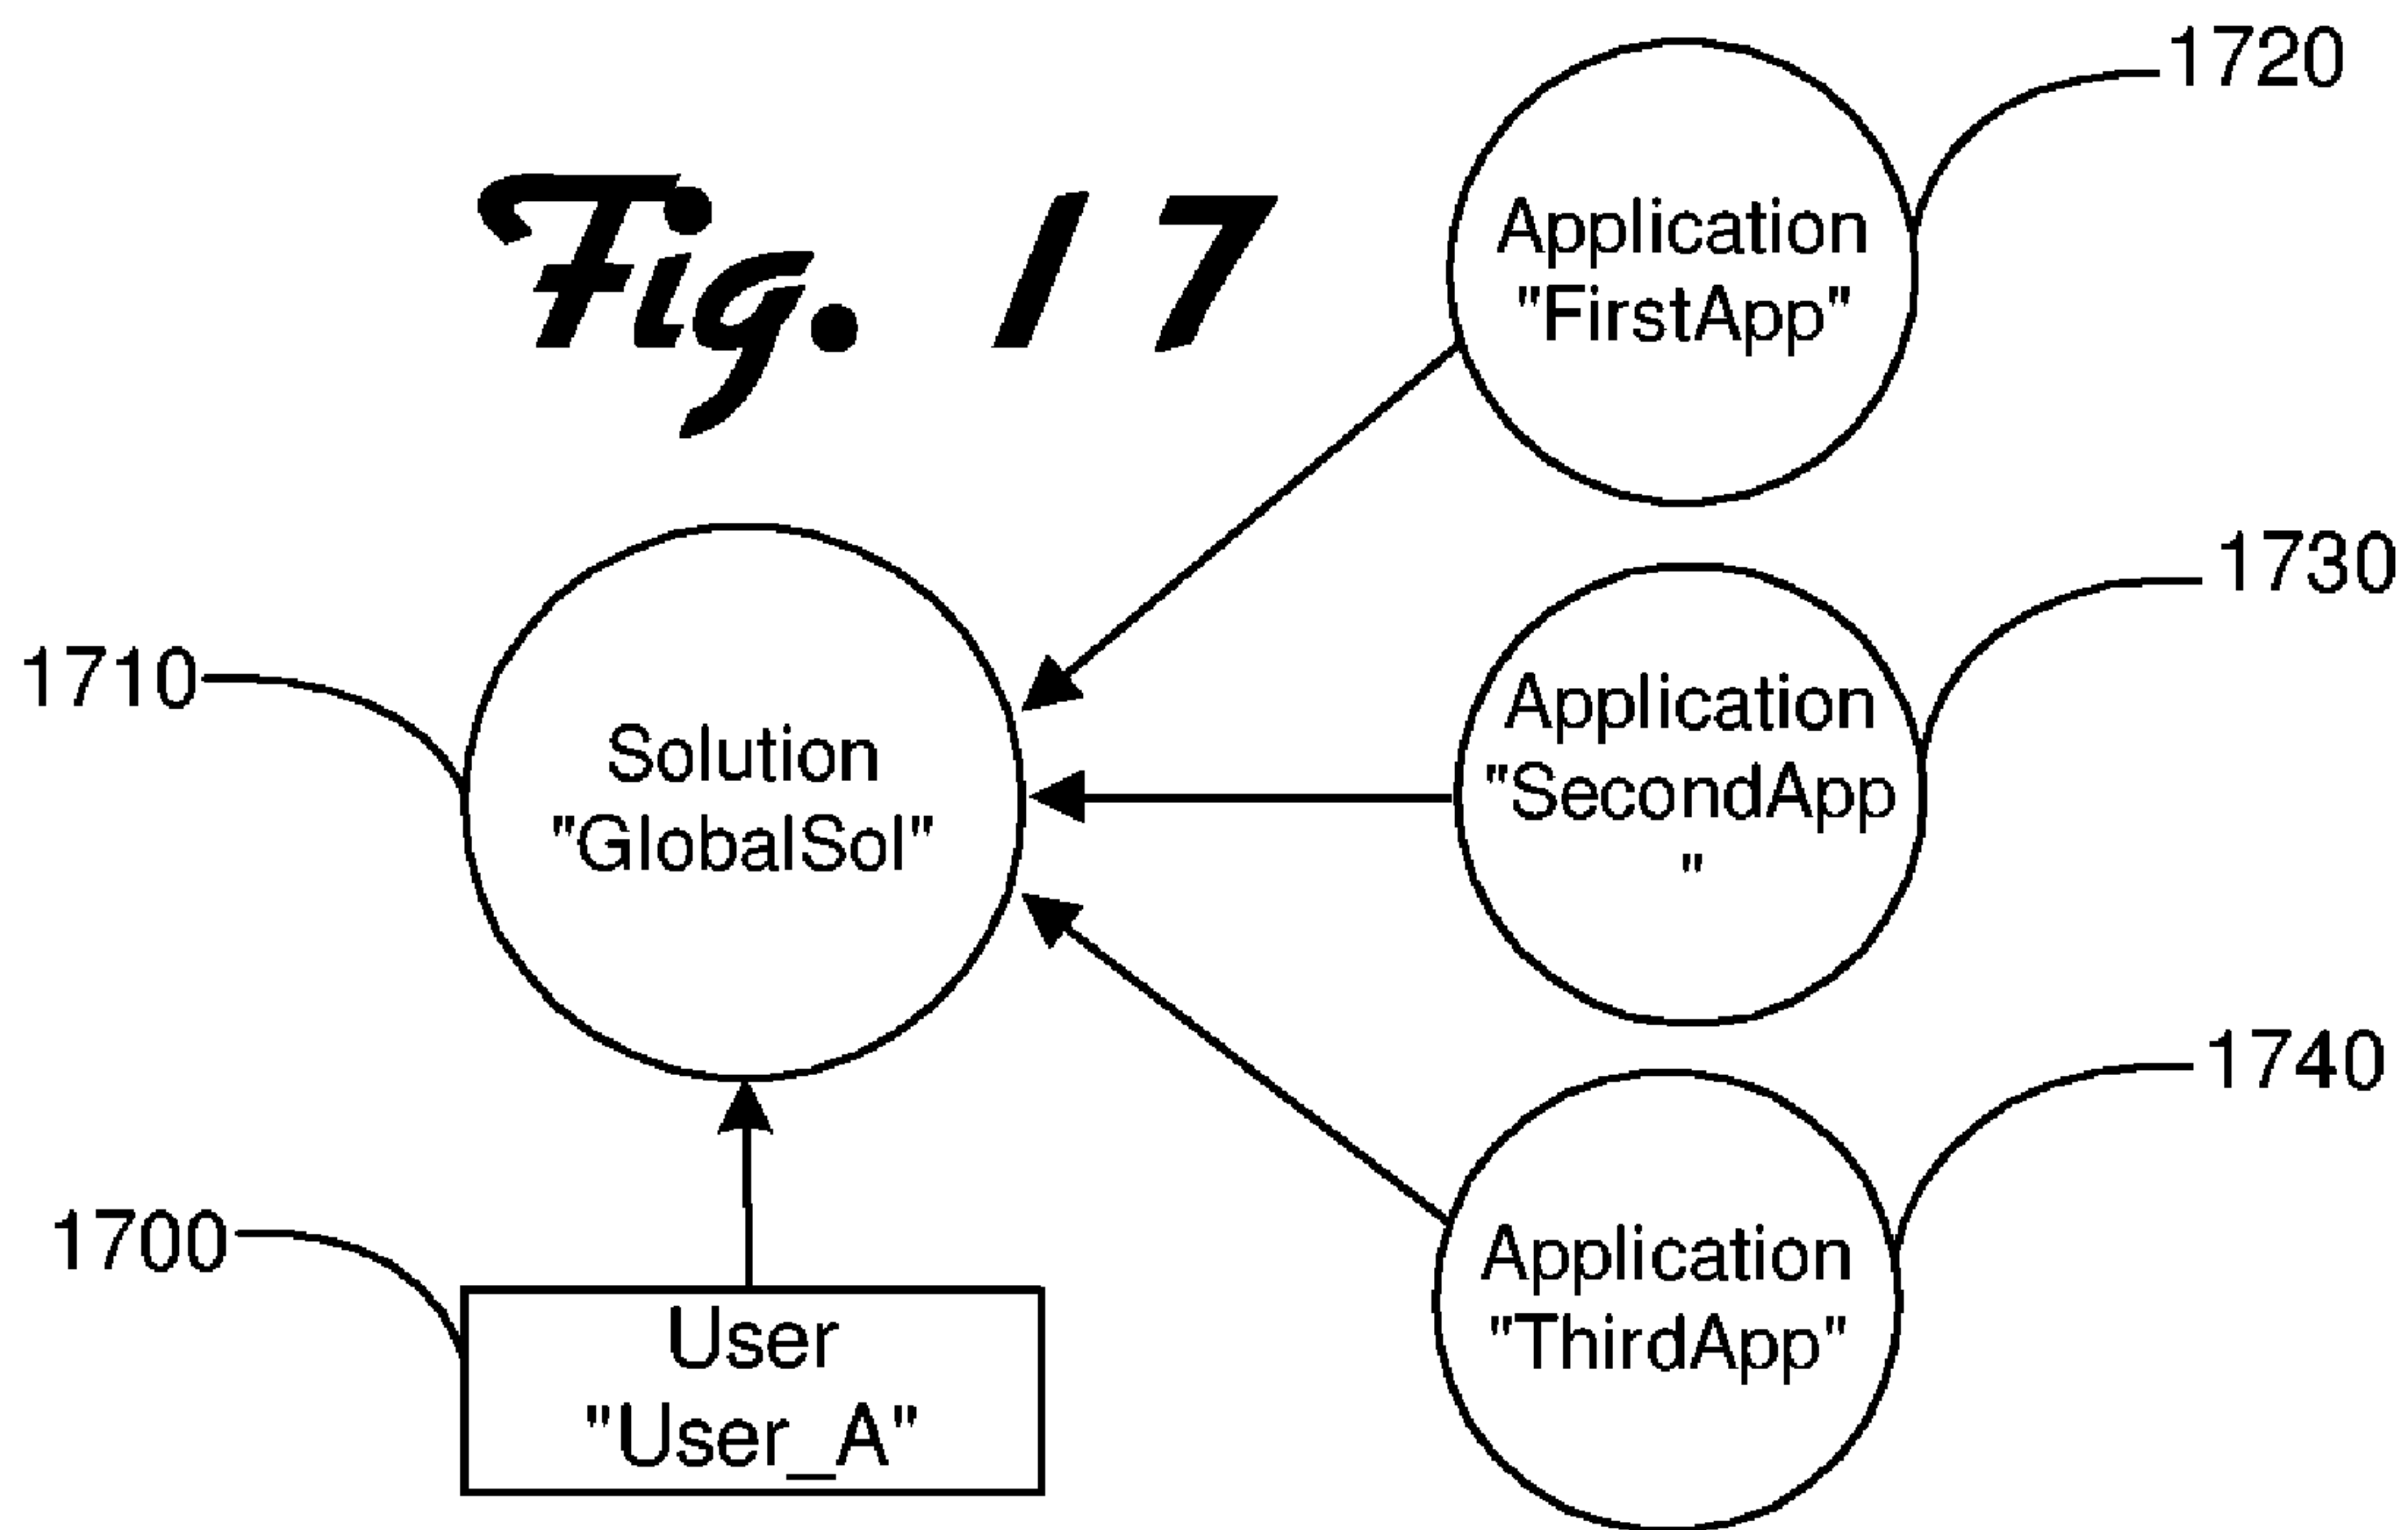 Fig. 17
1720
Application
"FirstApp"
1730
Application
"SecondApp
"
1710
Solution
"GlobalSol"
1740
Application
"ThirdApp"
1700
User
"User_A"